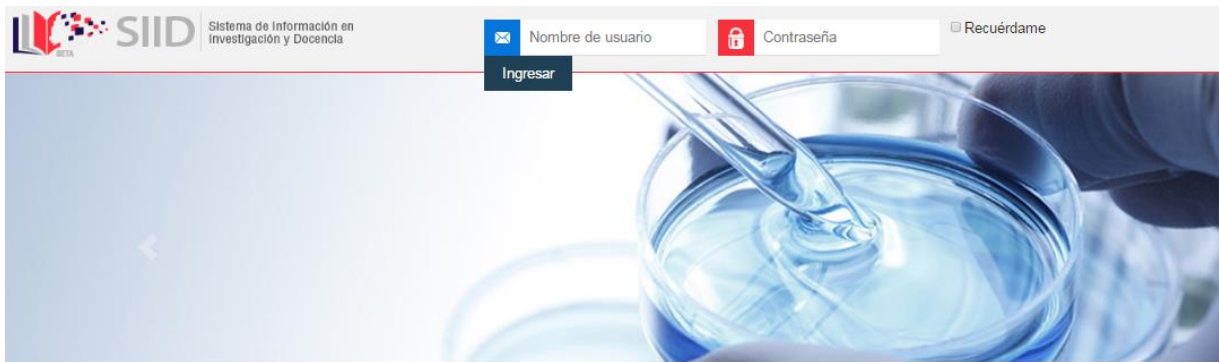 BETA
SIID
Sistema de Información en
Investigación y Docencia
Nombre de usuario
Contraseña
Recuérdame
Ingresar